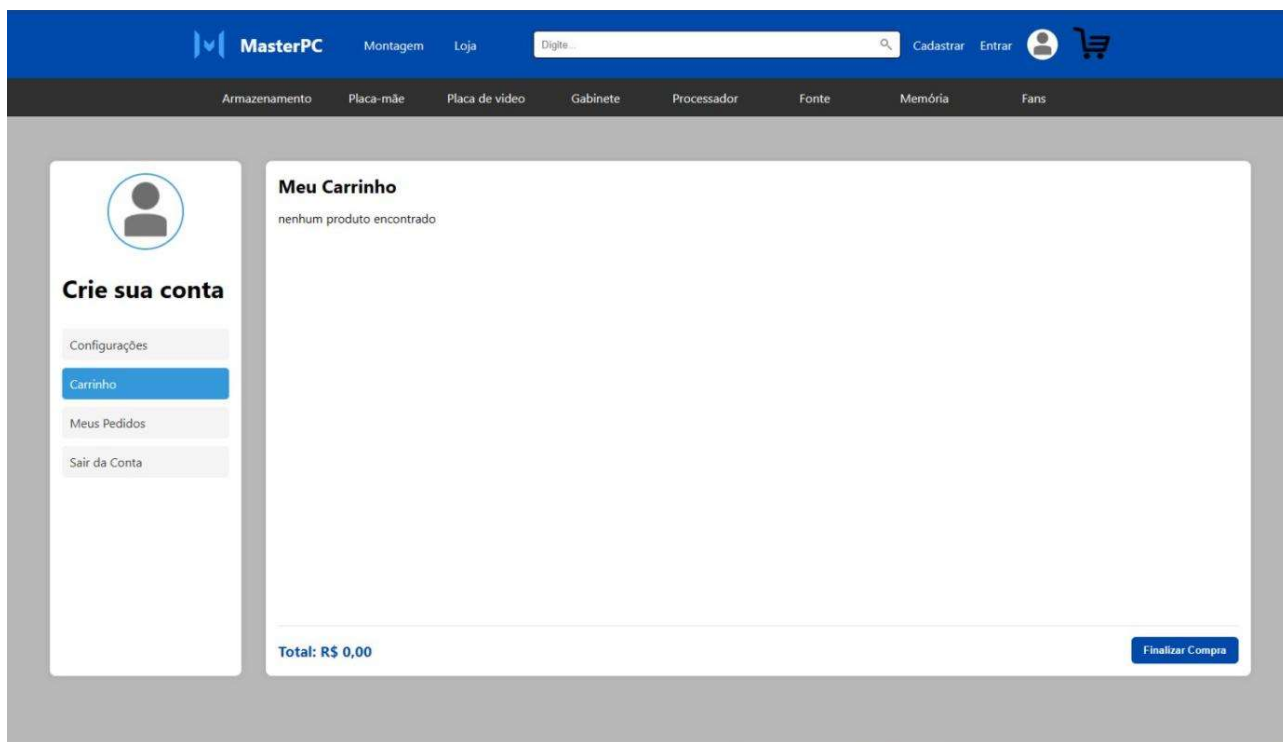 MasterPC Montagem Loja Digite... Cadastrar Entrar
Armazenamento Placa-mãe Placa de video Gabinete Processador Fonte Memória Fans
Crie sua conta
Configurações
Carrinho
Meus Pedidos
Sair da Conta
Meu Carrinho
nenhum produto encontrado
Total: R$ 0,00 Finalizar Compra